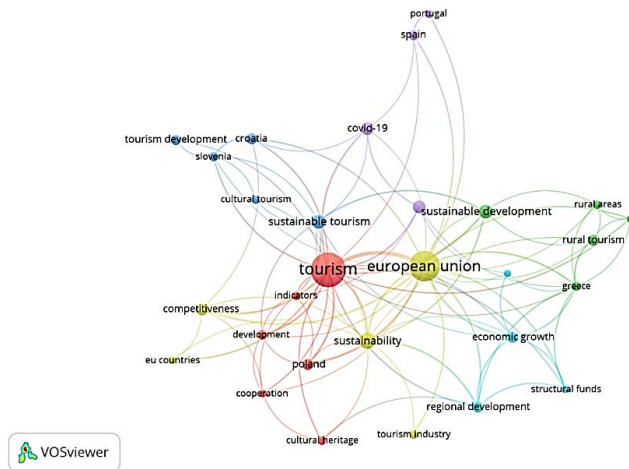 portugal
spain
covid-19
tourism development
croatia
slovenia
cultural tourism
sustainable tourism
sustainable development
rural areas
rural tourism
tourism
european union
greece
indicators
competitiveness
development
sustainability
economic growth
eu countries
poland
cooperation
structural funds
regional development
cultural heritage
tourism industry
VOSviewer